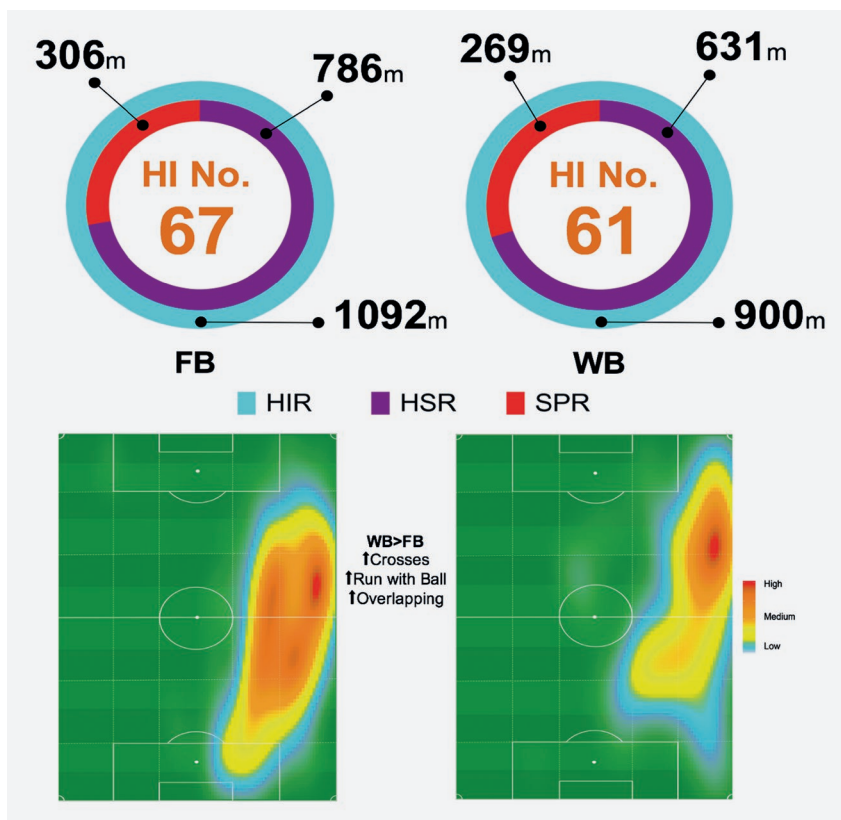 306m
786m
HI No.
67
1092m
FB
269m
631m
HI No.
61
900m
WB
HIR HSR SPR
WB>FB
↑Crosses
↑Run with Ball
↑Overlapping
High
Medium
Low